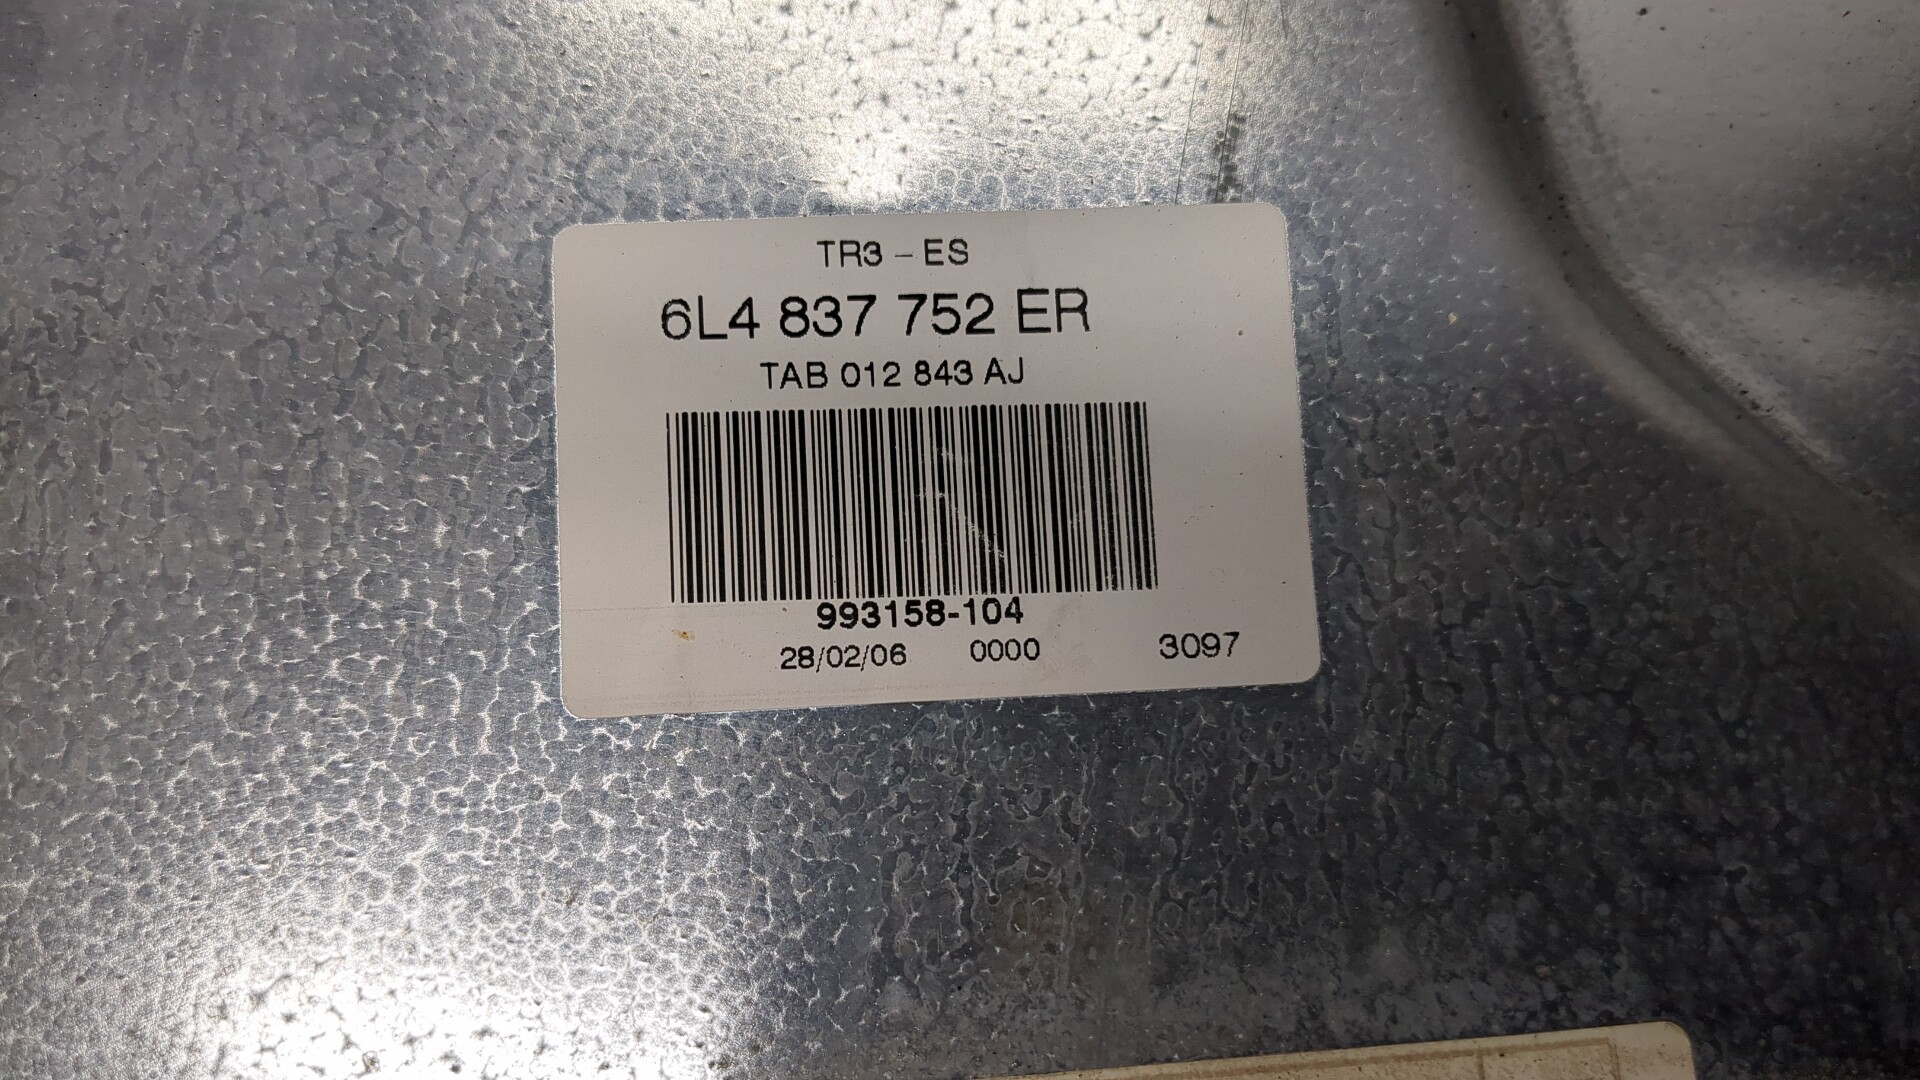 TR3 - ES
6L4 837 752 ER
TAB 012 843 AJ
993158-104
28/02/06 0000 3097